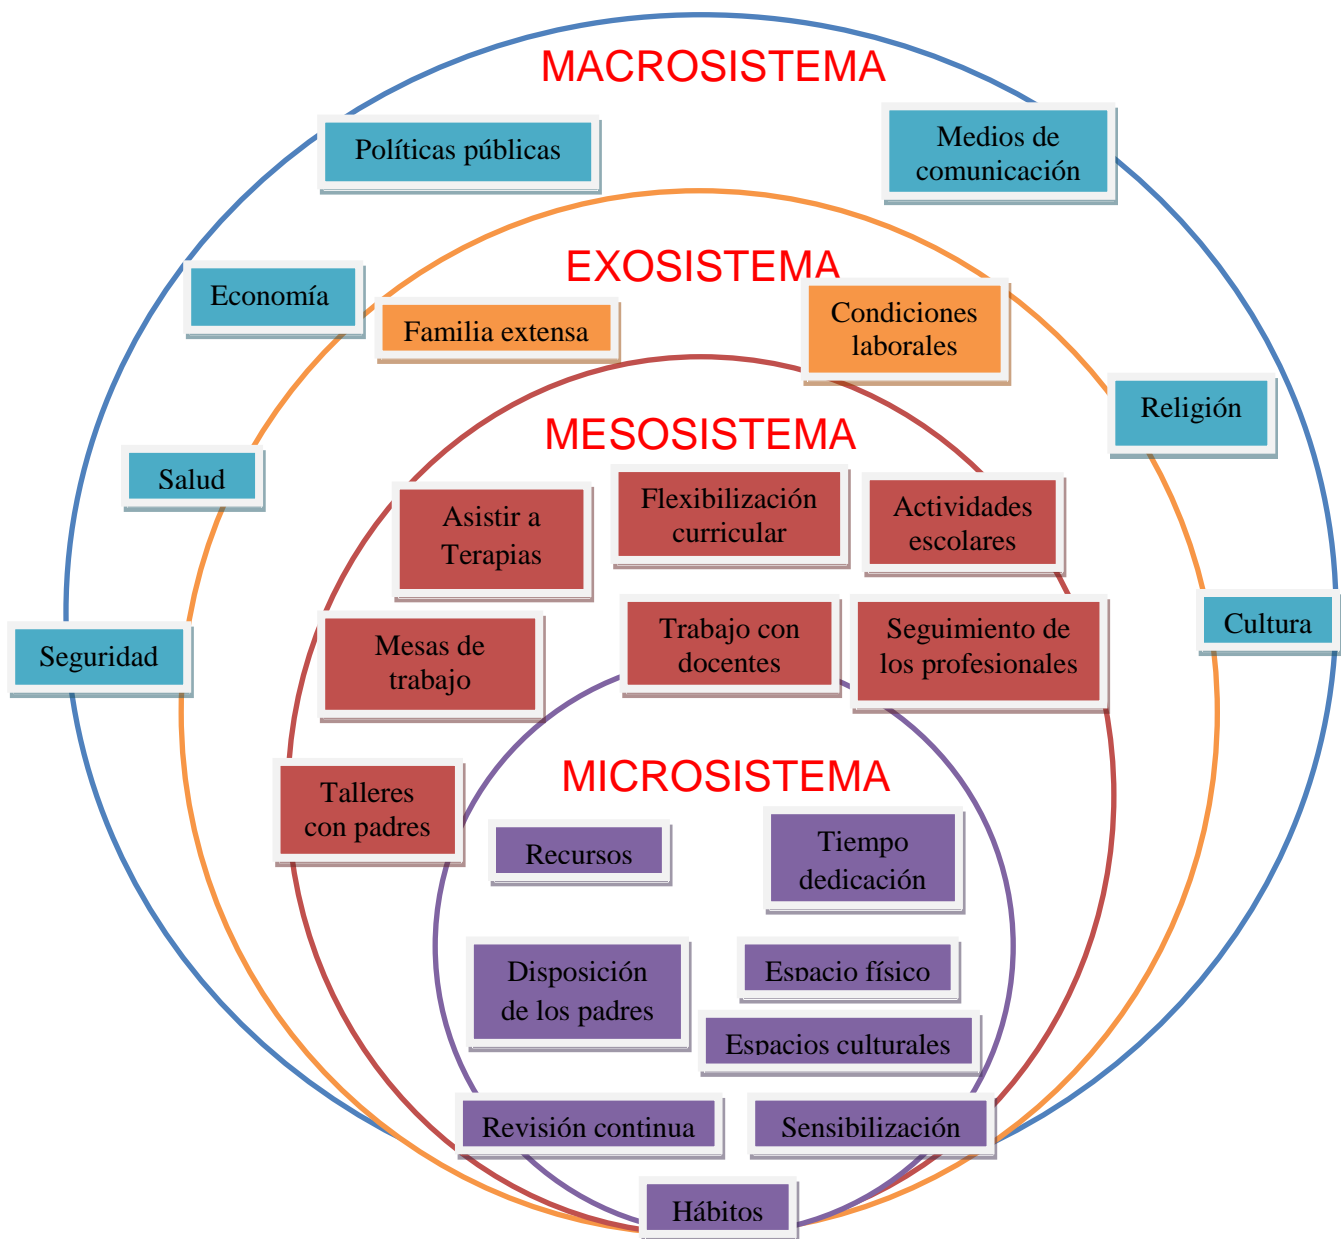 MACROSISTEMA
Políticas públicas
Medios de
comunicación
EXOSISTEMA
Economía
Familia extensa
Condiciones
laborales
Religión
MESOSISTEMA
Salud
Asistir a
Terapias
Flexibilización
curricular
Actividades
escolares
Seguridad
Mesas de
trabajo
Trabajo con
docentes
Seguimiento de
los profesionales
Cultura
MICROSISTEMA
Talleres
con padres
Recursos
Tiempo
dedicación
Disposición
de los padres
Espacio físico
Espacios culturales
Revisión continua
Sensibilización
Hábitos